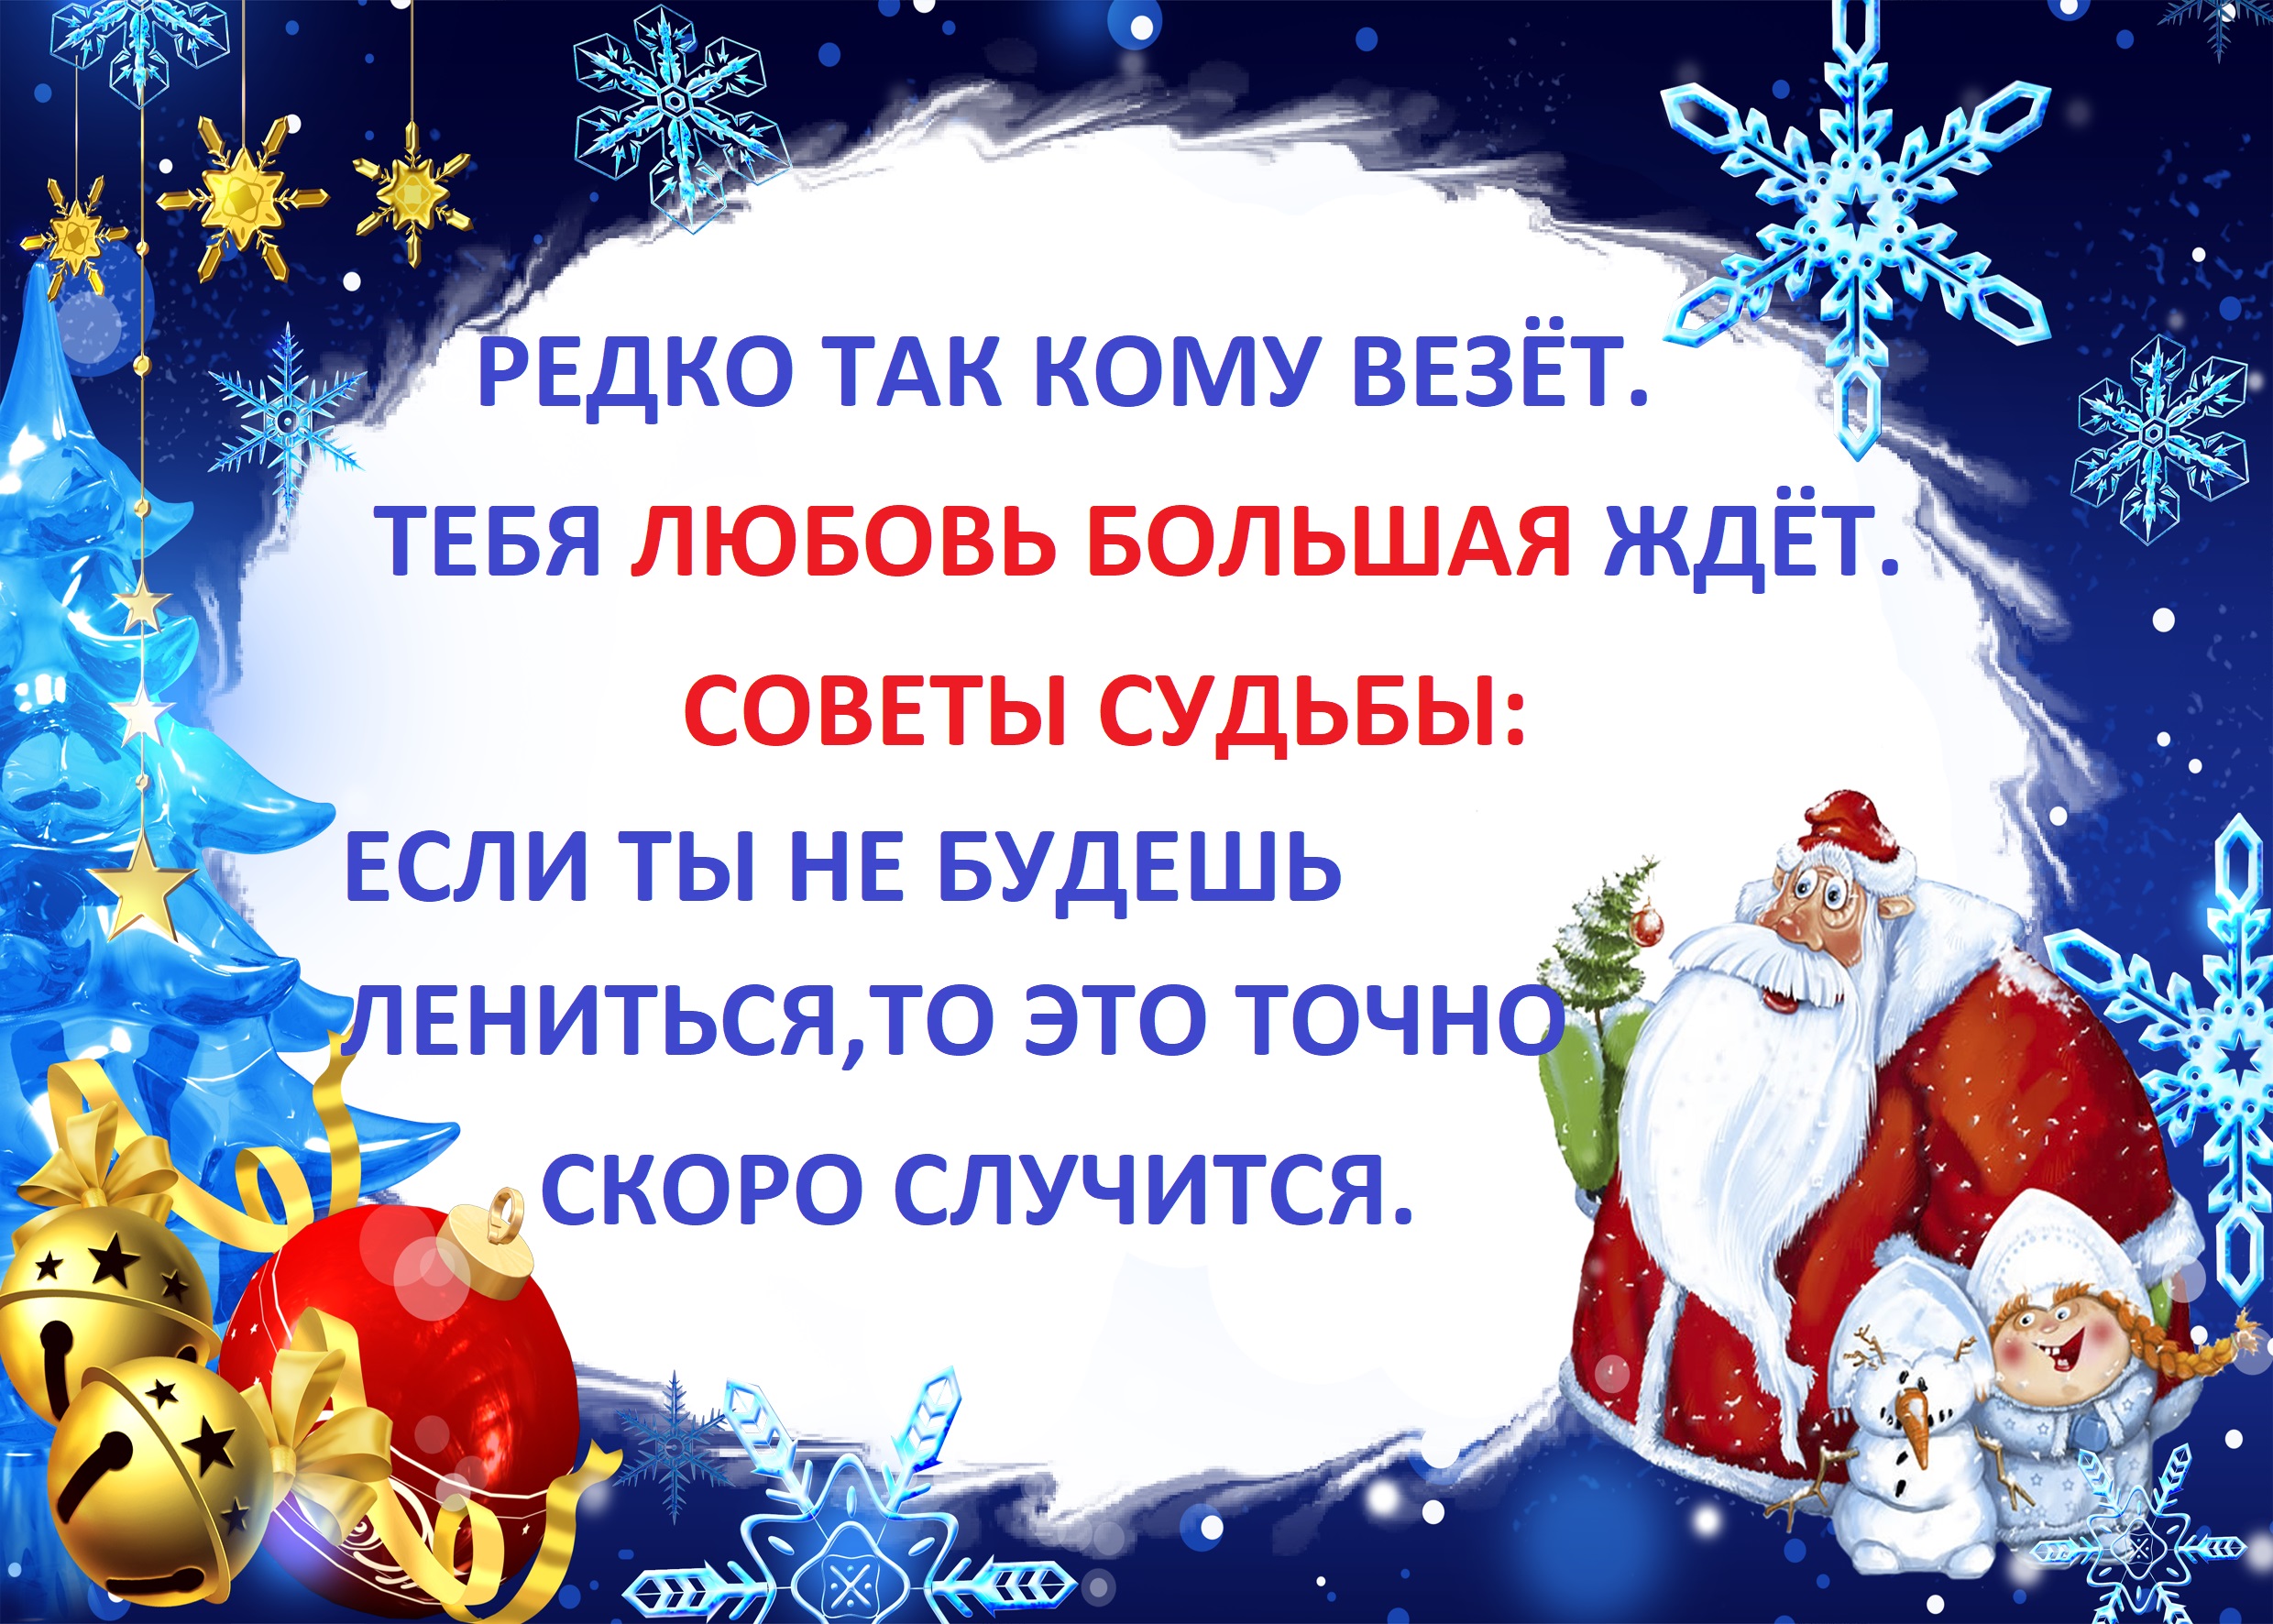 РЕДКО ТАК КОМУ ВЕЗЁТ.
ТЕБЯ ЛЮБОВЬ БОЛЬШАЯ ЖДЁТ.
СОВЕТЫ СУДЬБЫ:
ЕСЛИ ТЫ НЕ БУДЕШЬ
ЛЕНИТЬСЯ,ТО ЭТО ТОЧНО
СКОРО СЛУЧИТСЯ.